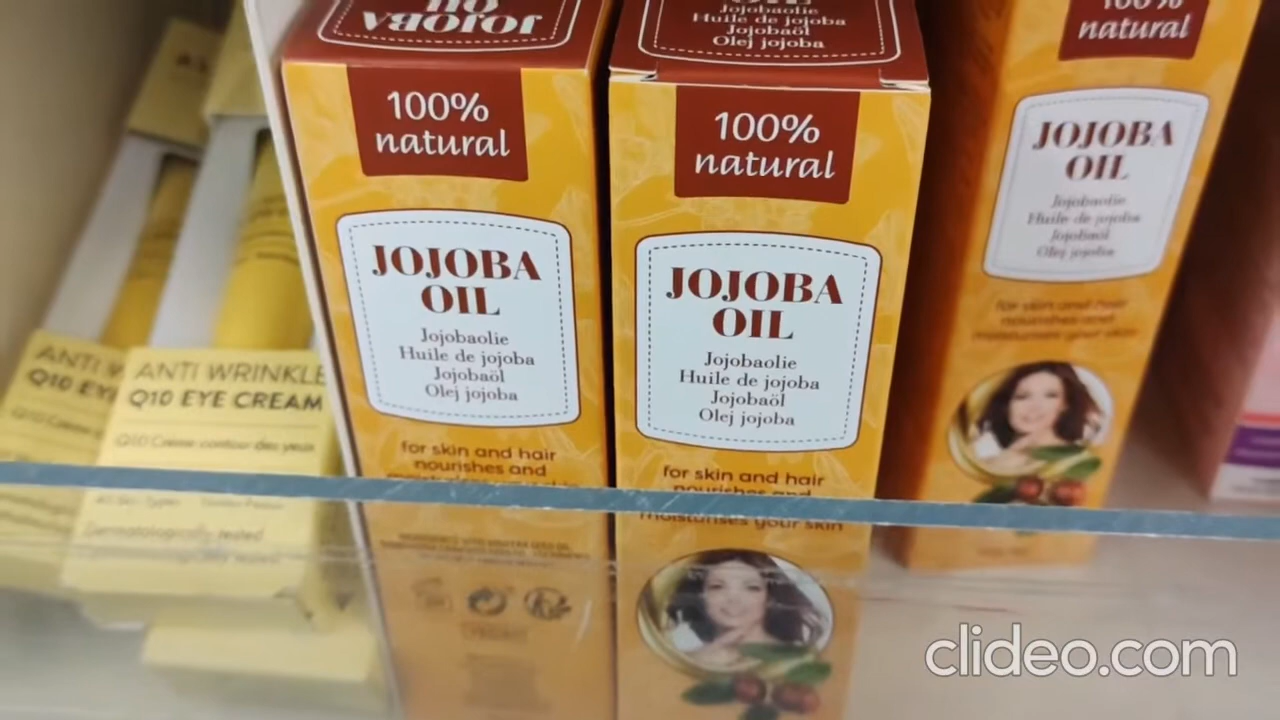 JOJOBA
OIL
100%
natural
JOJOBA
OIL
Jojobaolie
Huile de jojoba
Jojobaöl
Olej jojoba
for skin and hair
nourishes and
Jojoba
Huile de jojoba
Jojobaöl
Olej jojoba
100%
natural
JOJOBA
OIL
Jojobaolie
Huile de jojoba
Jojobaöl
Olej jojoba
for skin and hair
nourishes and
moisturises your skin
100%
natural
JOJOBA
OIL
Jojobaolie
Huile de jojoba
Jojobaöl
Olej jojoba
for skin and hair
nourishes and
moisturises your skin
ANTI
Q10 EYE
ANTI WRINKLE
Q10 EYE CREAM
Q10 Crème contour des yeux
Dermatologically tested
clideo.com